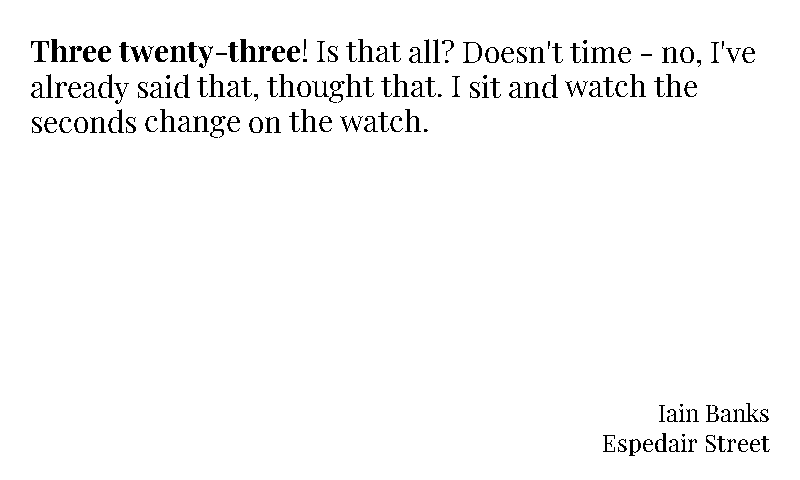 Three twenty-three! Is that all? Doesn't time - no, I've
already said that, thought that. I sit and watch the
seconds change on the watch.
Iain Banks
Espedair Street